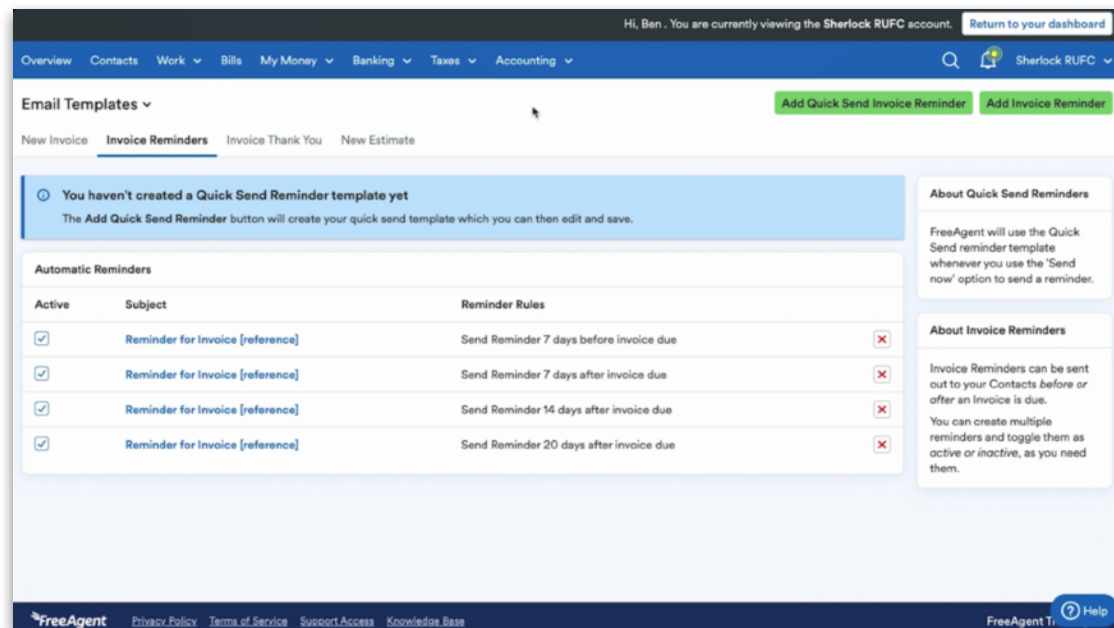 Hi, Ben . You are currently viewing the Sherlock RUFC account. Return to your dashboard
Overview Contacts Work Bills My Money Banking Taxes Accounting Sherlock RUFC
Email Templates
Add Quick Send Invoice Reminder Add Invoice Reminder
New Invoice Invoice Reminders Invoice Thank You New Estimate
You haven't created a Quick Send Reminder template yet
The Add Quick Send Reminder button will create your quick send template which you can then edit and save.
Automatic Reminders
Active Subject Reminder Rules
Reminder for Invoice [reference] Send Reminder 7 days before invoice due
Reminder for Invoice [reference] Send Reminder 7 days after invoice due
Reminder for Invoice [reference] Send Reminder 14 days after invoice due
Reminder for Invoice [reference] Send Reminder 20 days after invoice due
About Quick Send Reminders
FreeAgent will use the Quick
Send reminder template
whenever you use the 'Send
now' option to send a reminder.
About Invoice Reminders
Invoice Reminders can be sent
out to your Contacts before or
after an Invoice is due.
You can create multiple
reminders and toggle them as
active or inactive, as you need
them.
FreeAgent Privacy Policy Terms of Service Support Access Knowledge Base
FreeAgent
Help